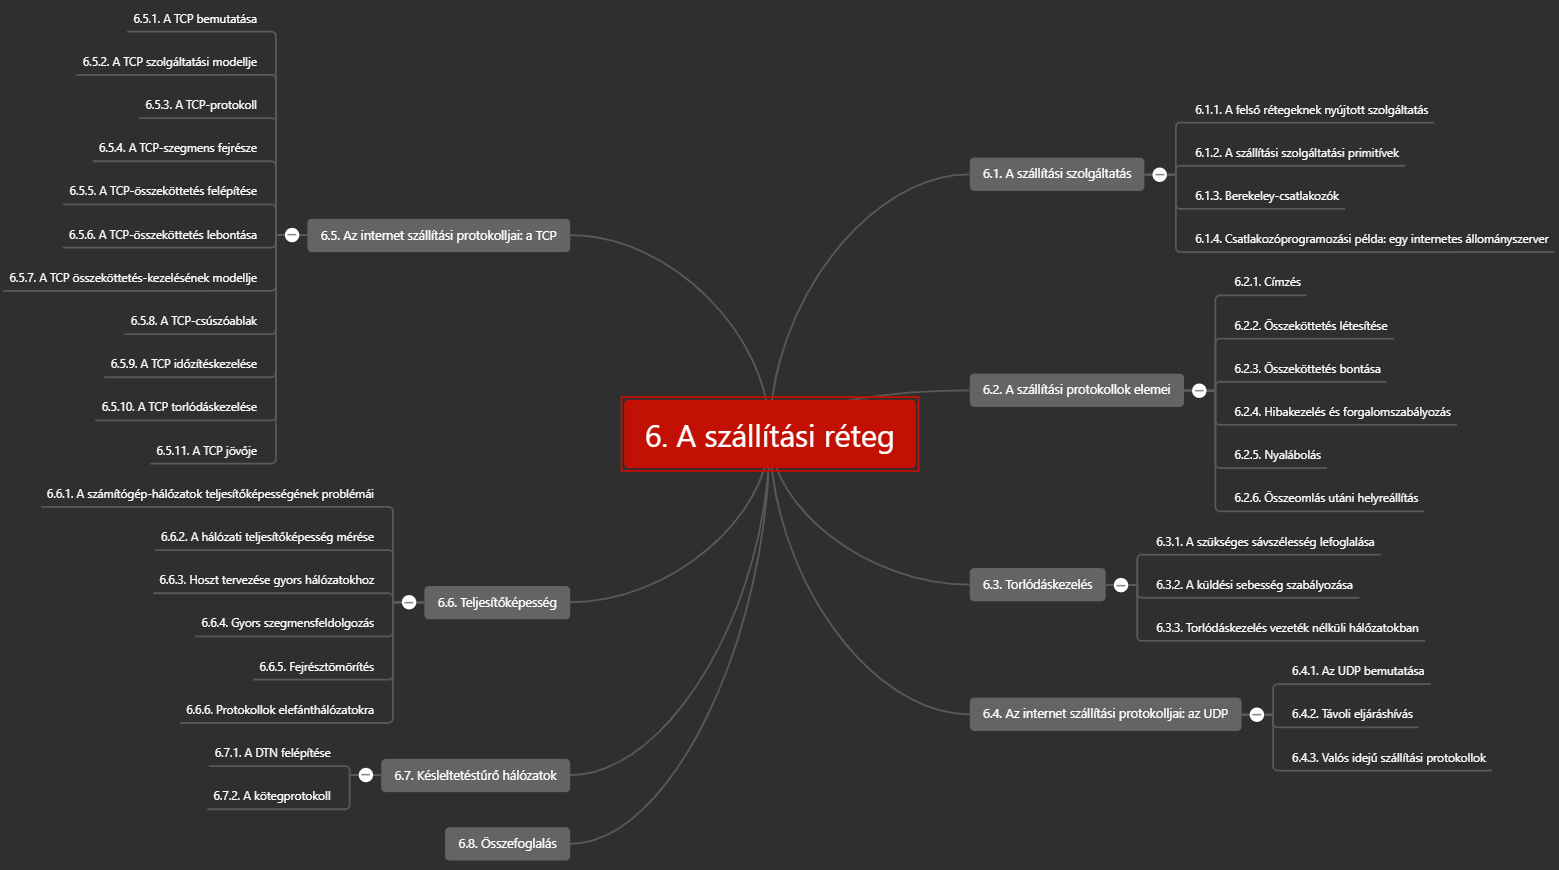 6. A szállítási réteg
6.1. A szállítási szolgáltatás
6.1.1. A felső rétegeknek nyújtott szolgáltatás
6.1.2. A szállítási szolgáltatási primitívek
6.1.3. Berekeley-csatlakozók
6.1.4. Csatlakozóprogramozási példa: egy internetes állományszerver
6.2. A szállítási protokollok elemei
6.2.1. Címzés
6.2.2. Összeköttetés létesítése
6.2.3. Összeköttetés bontása
6.2.4. Hibakezelés és forgalomszabályozás
6.2.5. Nyalábolás
6.2.6. Összeomlás utáni helyreállítás
6.3. Torlódáskezelés
6.3.1. A szükséges sávszélesség lefoglalása
6.3.2. A küldési sebesség szabályozása
6.3.3. Torlódáskezelés vezeték nélküli hálózatokban
6.4. Az internet szállítási protokolljai: az UDP
6.4.1. Az UDP bemutatása
6.4.2. Távoli eljáráshívás
6.4.3. Valós idejű szállítási protokollok
6.5. Az internet szállítási protokolljai: a TCP
6.5.1. A TCP bemutatása
6.5.2. A TCP szolgáltatási modellje
6.5.3. A TCP-protokoll
6.5.4. A TCP-szegmens fejrésze
6.5.5. A TCP-összeköttetés felépítése
6.5.6. A TCP-összeköttetés lebontása
6.5.7. A TCP összeköttetés-kezelésének modellje
6.5.8. A TCP-csúszóablak
6.5.9. A TCP időzítéskezelése
6.5.10. A TCP torlódáskezelése
6.5.11. A TCP jövője
6.6. Teljesítőképesség
6.6.1. A számítógép-hálózatok teljesítőképességének problémái
6.6.2. A hálózati teljesítőképesség mérése
6.6.3. Hoszt tervezése gyors hálózatokhoz
6.6.4. Gyors szegmensfeldolgozás
6.6.5. Fejrésztömörítés
6.6.6. Protokollok elefánthálózatokra
6.7. Késleltetéstűrő hálózatok
6.7.1. A DTN felépítése
6.7.2. A kötegprotokoll
6.8. Összefoglalás